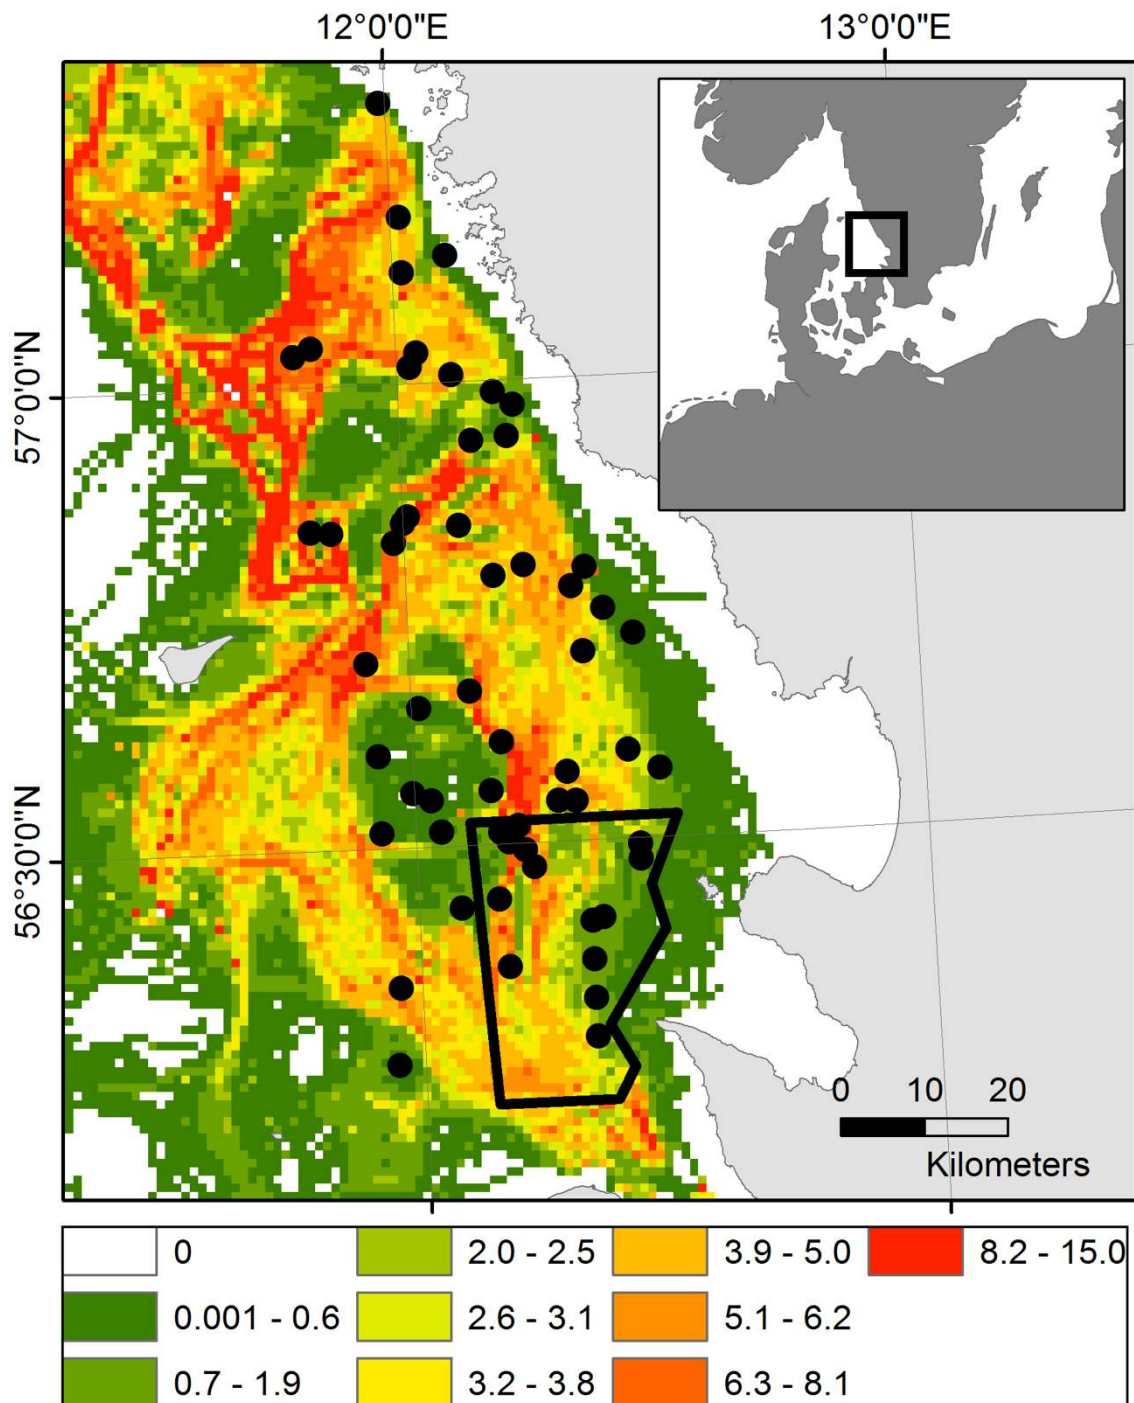 12°0'0"E 13°0'0"E
57°0'0"N
56°30'0"N
0 10 20
Kilometers
0 2.0 - 2.5 3.9 - 5.0 8.2 - 15.0
0.001 - 0.6 2.6 - 3.1 5.1 - 6.2
0.7 - 1.9 3.2 - 3.8 6.3 - 8.1